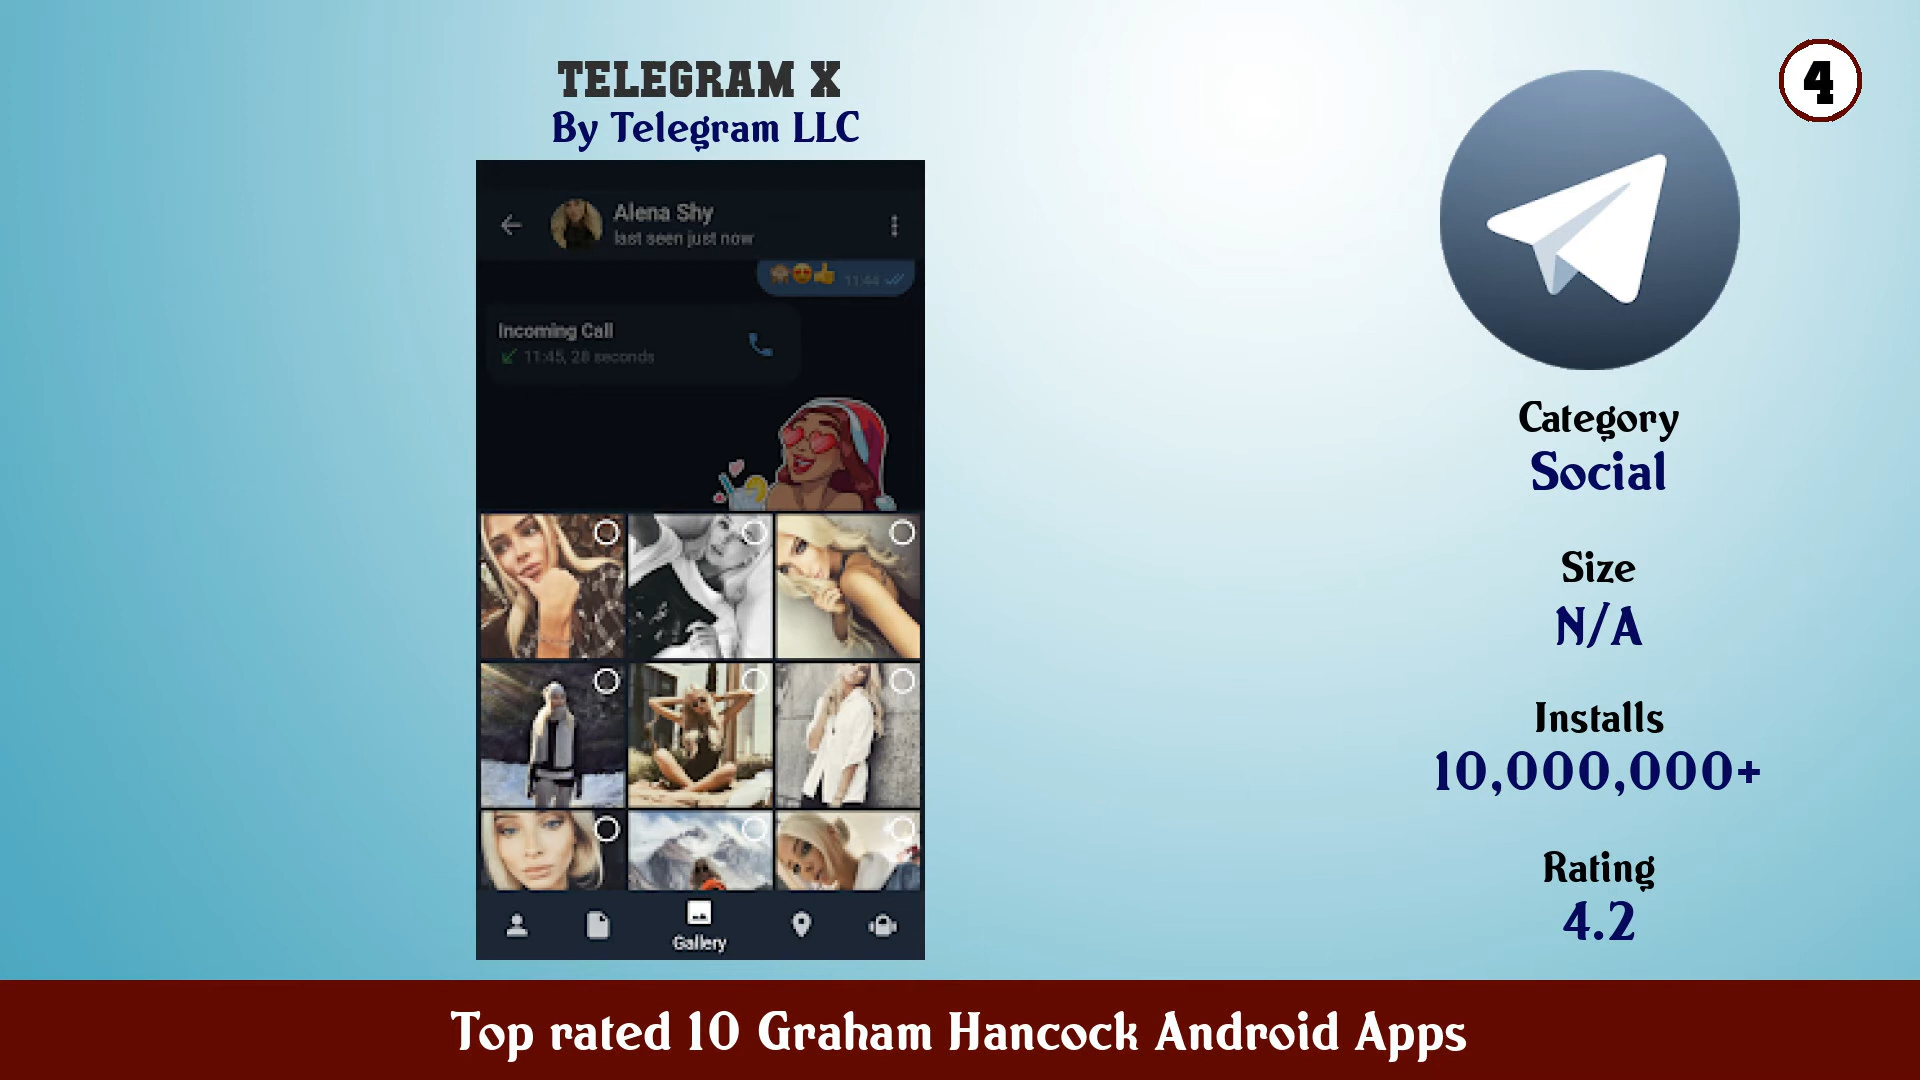 TELEGRAM X
By Telegram LLC
4
Alena Shy
last seen just now
11:44
Incoming Call
11:45, 28 seconds
Gallery
Category
Social
Size
N/A
Installs
10,000,000+
Rating
4.2
Top rated 10 Graham Hancock Android Apps